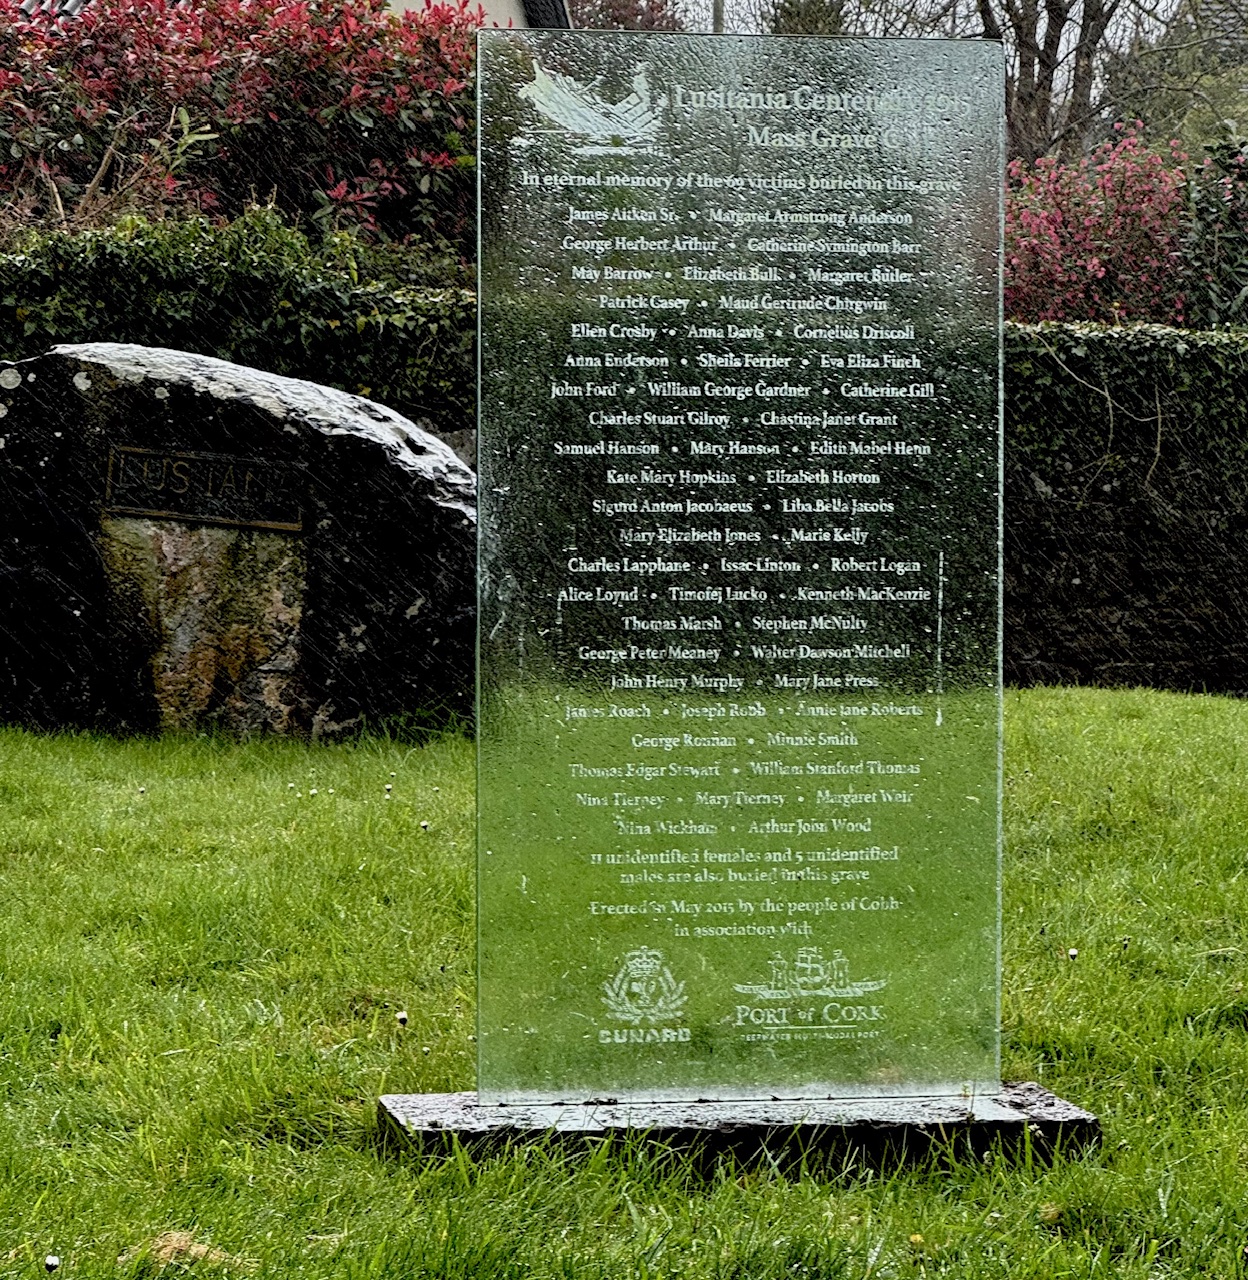 LUSITANIA
Lusitania Centenary 2015
Mass Grave C
In eternal memory of the 69 victims buried in this grave
James Aitken Sr. • Margaret Armstrong Anderson
George Herbert Arthur • Catherine Symington Barr
May Barrow • Elizabeth Bull • Margaret Butler
Patrick Casey • Maud Gertrude Chirgwin
Ellen Crosby • Anna Davis • Cornelius Driscoll
Anna Enderson • Sheila Ferrier • Eva Eliza Finch
John Ford • William George Gardner • Catherine Gill
Charles Stuart Gilroy • Chastina Janet Grant
Samuel Hanson • Mary Hanson • Edith Mabel Henn
Kate Mary Hopkins • Elizabeth Horton
Sigurd Anton Jacobaeus • Liba Bella Jacobs
Mary Elizabeth Jones • Marie Kelly
Charles Lapphane • Issac Linton • Robert Logan
Alice Loynd • Timofej Lucko • Kenneth MacKenzie
Thomas Marsh • Stephen McNulty
George Peter Meaney • Walter Dawson Mitchell
John Henry Murphy • Mary Jane Press
James Roach • Joseph Robb • Annie Jane Roberts
George Ronnan • Minnie Smith
Thomas Edgar Stewart • William Stanford Thomas
Nina Tierney • Mary Tierney • Margaret Weir
Nina Wickham • Arthur John Wood
11 unidentified females and 5 unidentified
males are also buried in this grave
Erected in May 2015 by the people of Cobh
in association with
CUNARD
PORT of CORK
DEEPWATER MULTI-MODAL PORT